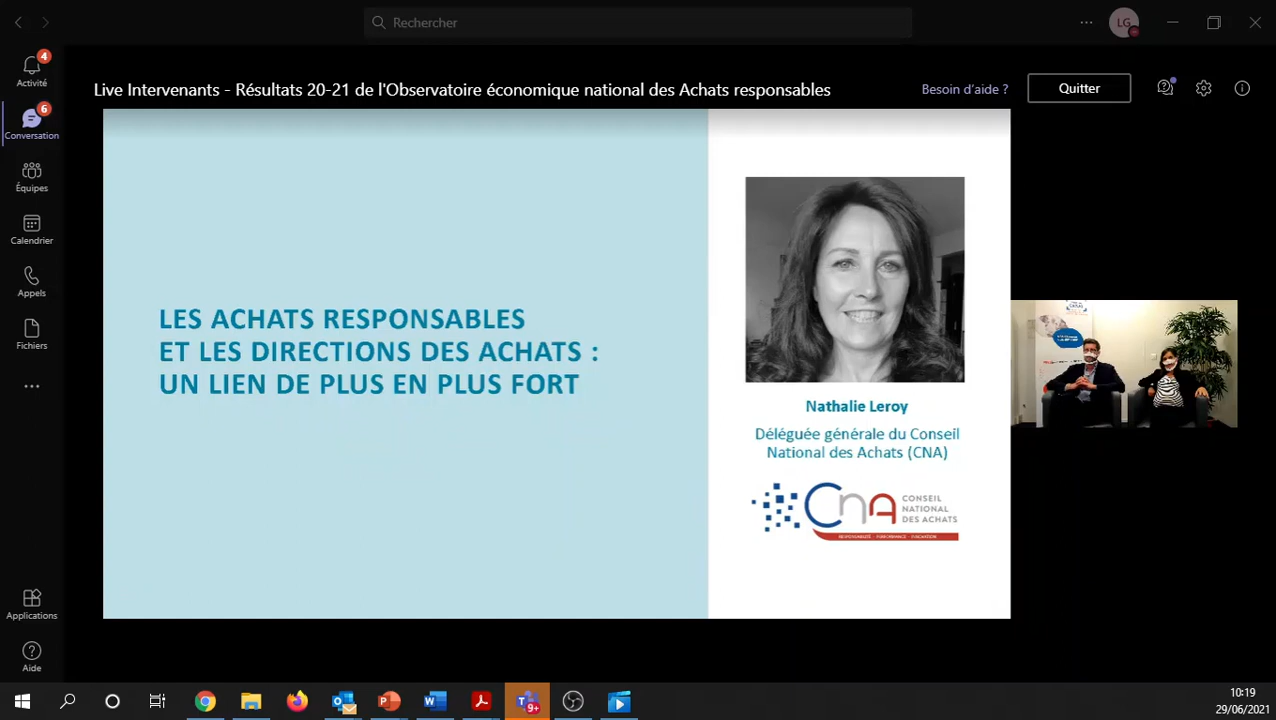 Rechercher
LG
4
Activité
6
Conversation
Équipes
Calendrier
Appels
Fichiers
Applications
Aide
Live Intervenants - Résultats 20-21 de l'Observatoire économique national des Achats responsables
Besoin d'aide ?
Quitter
LES ACHATS RESPONSABLES
ET LES DIRECTIONS DES ACHATS :
UN LIEN DE PLUS EN PLUS FORT
Nathalie Leroy
Déléguée générale du Conseil
National des Achats (CNA)
CNA
CONSEIL
NATIONAL
DES ACHATS
9+
10:19
29/06/2021